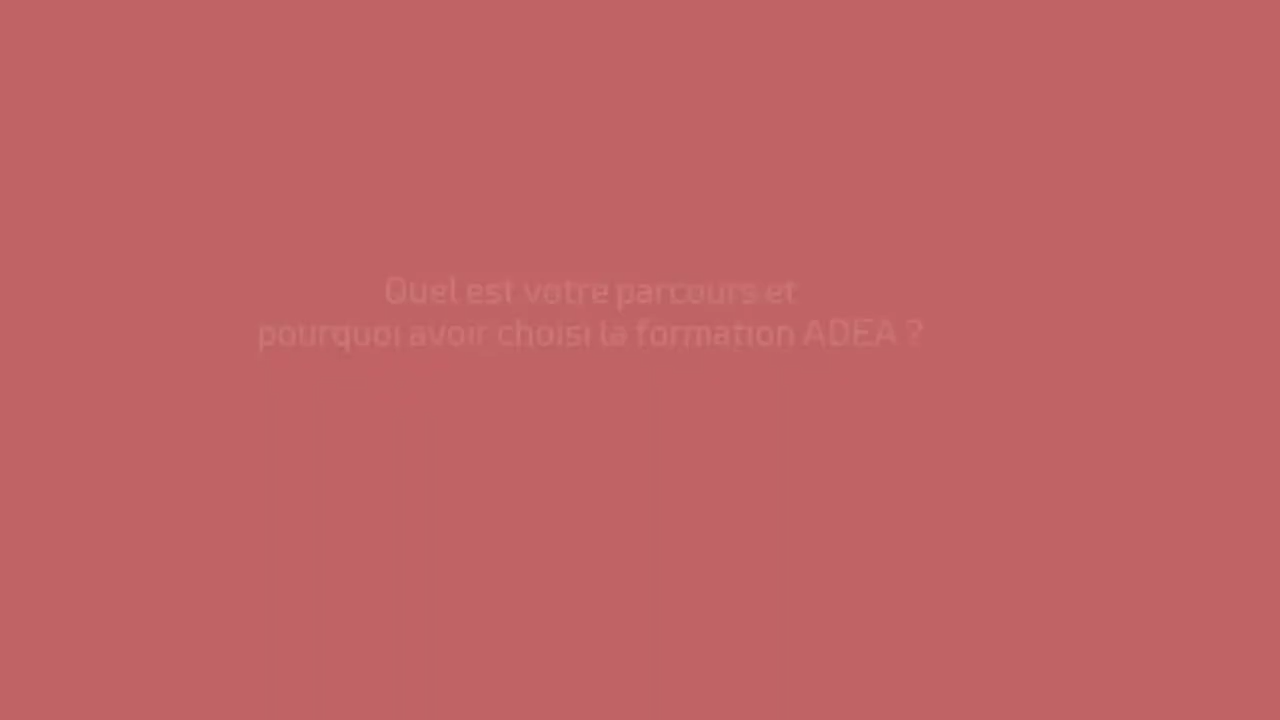 Quel est votre parcours et
pourquoi avoir choisi la formation ADEA ?